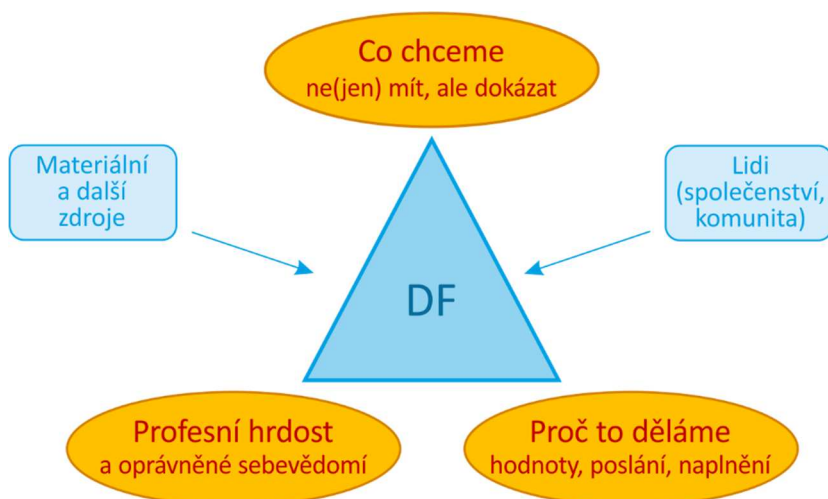 Co chceme
ne(jen) mít, ale dokázat
Materiální
a další
zdroje
Lidi
(společenství,
komunita)
DF
Profesní hrdost
a oprávněné sebevědomí
Proč to děláme
hodnoty, poslání, naplnění